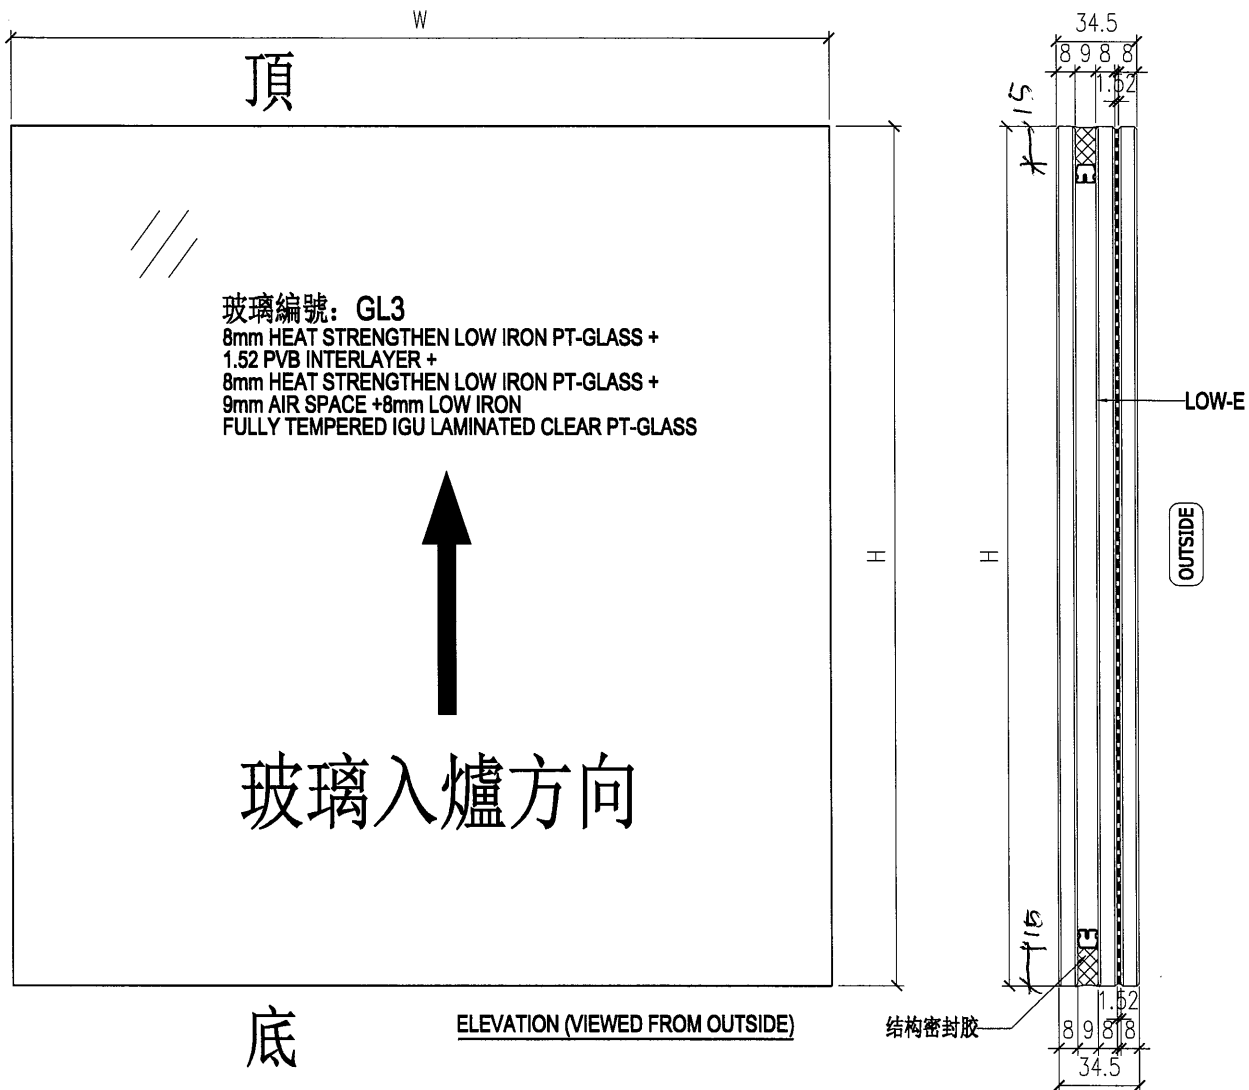 W
頂
玻璃編號：GL3
8mm HEAT STRENGTHEN LOW IRON PT-GLASS +
1.52 PVB INTERLAYER +
8mm HEAT STRENGTHEN LOW IRON PT-GLASS +
9mm AIR SPACE +8mm LOW IRON
FULLY TEMPERED IGU LAMINATED CLEAR PT-GLASS
玻璃入爐方向
H
底
ELEVATION (VIEWED FROM OUTSIDE)
34.5
8 9 8 8
1.52
15
LOW-E
H
OUTSIDE
15
结构密封胶
1.52
8 9 8 8
34.5